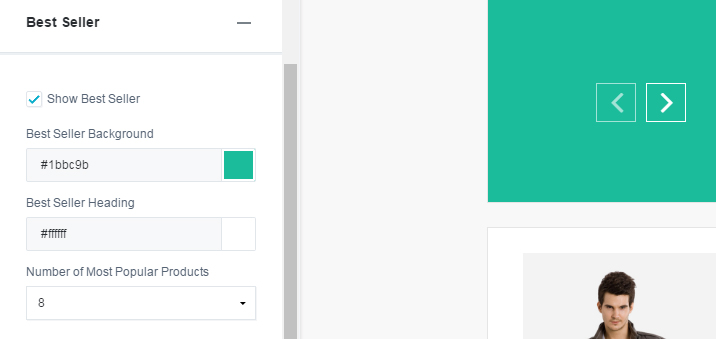 Best Seller
Show Best Seller
Best Seller Background
#1bbc9b
Best Seller Heading
#ffffff
Number of Most Popular Products
8